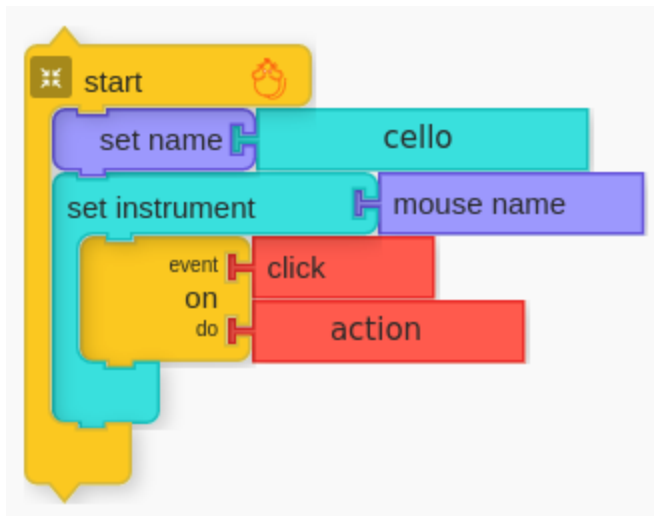 start
set name cello
set instrument mouse name
event click
on
do action